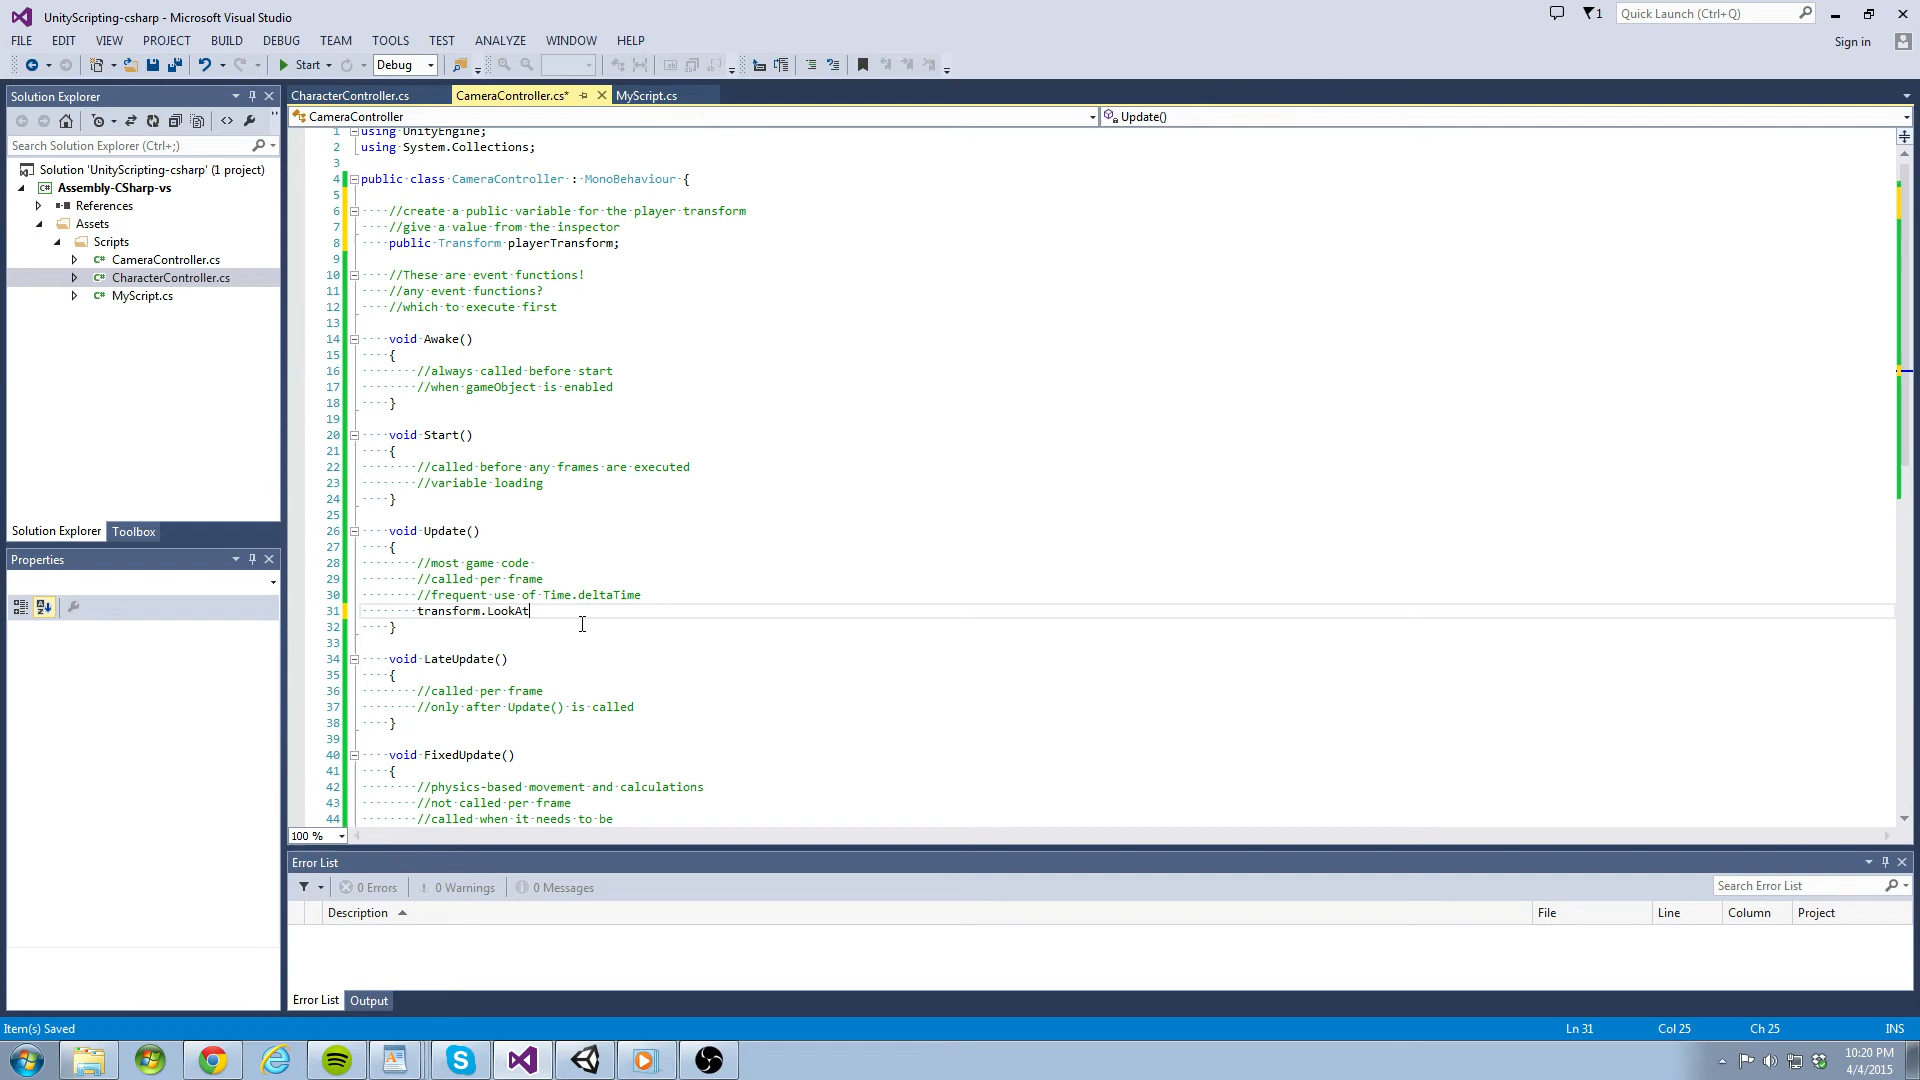 UnityScripting-csharp - Microsoft Visual Studio
1
Quick Launch (Ctrl+Q)
FILE EDIT VIEW PROJECT BUILD DEBUG TEAM TOOLS TEST ANALYZE WINDOW HELP
Sign in
Start
Debug
Solution Explorer
CharacterController.cs
CameraController.cs*
MyScript.cs
CameraController
Update()
Search Solution Explorer (Ctrl+;)
Solution 'UnityScripting-csharp' (1 project)
Assembly-CSharp-vs
References
Assets
Scripts
CameraController.cs
CharacterController.cs
MyScript.cs
1 using UnityEngine;
2 using System.Collections;
3
4 public class CameraController : MonoBehaviour {
5
6 //create a public variable for the player transform
7 //give a value from the inspector
8 public Transform playerTransform;
9
10 //These are event functions!
11 //any event functions?
12 //which to execute first
13
14 void Awake()
15 {
16 //always called before start
17 //when gameObject is enabled
18 }
19
20 void Start()
21 {
22 //called before any frames are executed
23 //variable loading
24 }
25
26 void Update()
27 {
28 //most game code
29 //called per frame
30 //frequent use of Time.deltaTime
31 transform.LookAt
32 }
33
34 void LateUpdate()
35 {
36 //called per frame
37 //only after Update() is called
38 }
39
40 void FixedUpdate()
41 {
42 //physics-based movement and calculations
43 //not called per frame
44 //called when it needs to be
100 %
Solution Explorer
Toolbox
Properties
Error List
0 Errors
0 Warnings
0 Messages
Search Error List
Description
File
Line
Column
Project
Error List
Output
Item(s) Saved
Ln 31
Col 25
Ch 25
INS
10:20 PM
4/4/2015